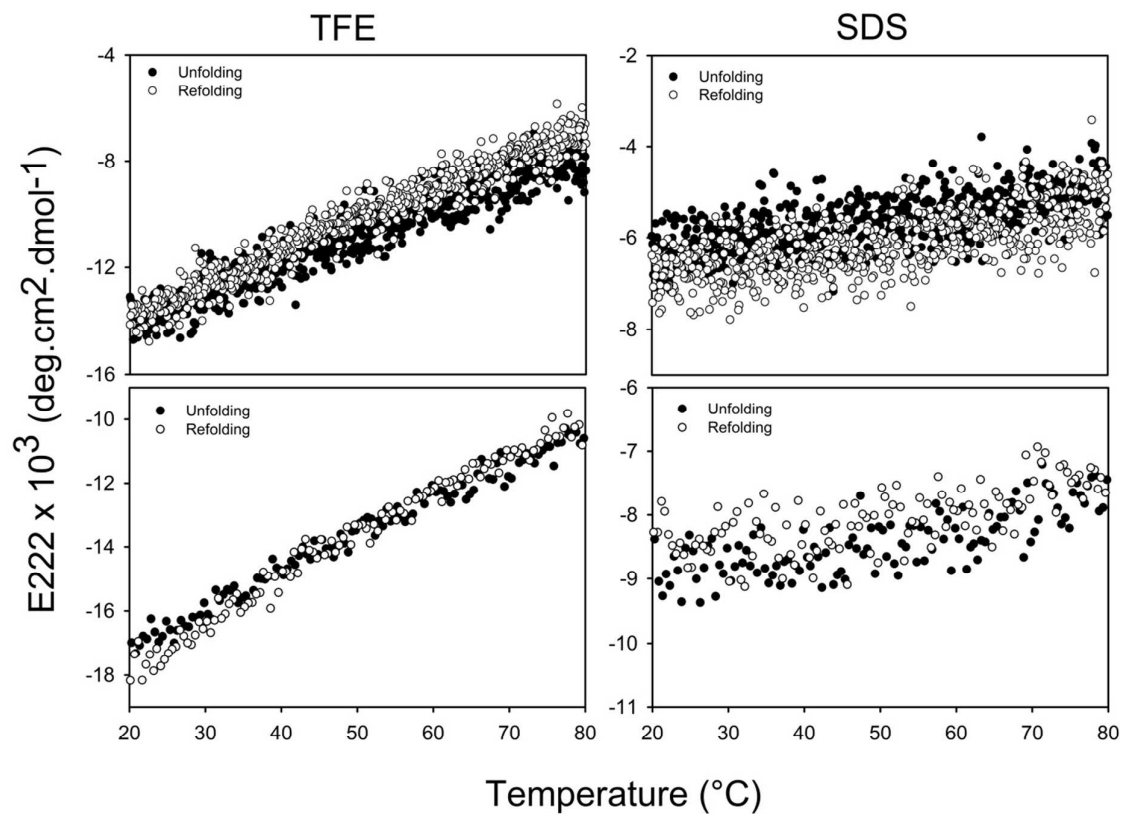 TFE
SDS
E222 x 10³ (deg.cm2.dmol-1)
-4
-8
-12
-16
Unfolding
Refolding
-2
-4
-6
-8
Unfolding
Refolding
-10
-12
-14
-16
-18
Unfolding
Refolding
20 30 40 50 60 70 80
-6
-7
-8
-9
-10
-11
Unfolding
Refolding
20 30 40 50 60 70 80
Temperature (°C)